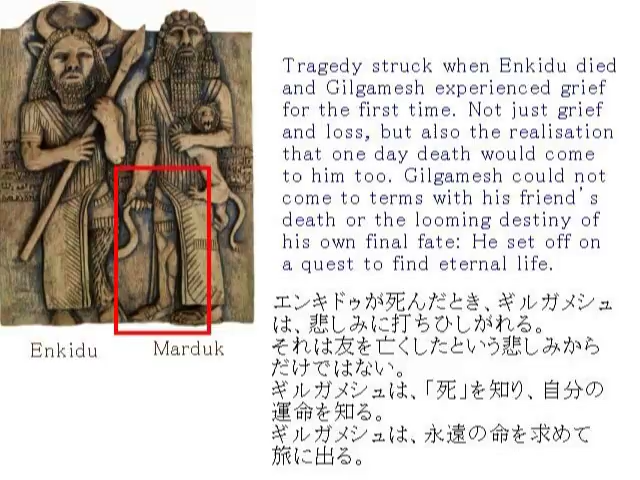 Tragedy struck when Enkidu died
and Gilgamesh experienced grief
for the first time. Not just grief
and loss, but also the realisation
that one day death would come
to him too. Gilgamesh could not
come to terms with his friend's
death or the looming destiny of
his own final fate: He set off on
a quest to find eternal life.
エンキドゥが死んだとき、ギルガメシュ
は、悲しみに打ちひしがれる。
それは友を亡くしたという悲しみから
だけではない。
ギルガメシュは、「死」を知り、自分の
運命を知る。
ギルガメシュは、永遠の命を求めて
旅に出る。
Enkidu
Marduk